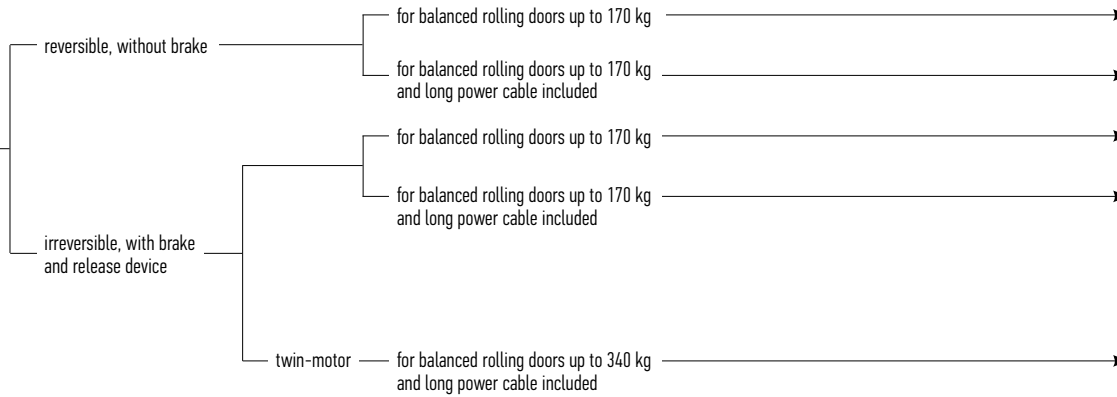 for balanced rolling doors up to 170 kg
reversible, without brake
for balanced rolling doors up to 170 kg
and long power cable included
for balanced rolling doors up to 170 kg
for balanced rolling doors up to 170 kg
and long power cable included
irreversible, with brake
and release device
twin-motor
for balanced rolling doors up to 340 kg
and long power cable included